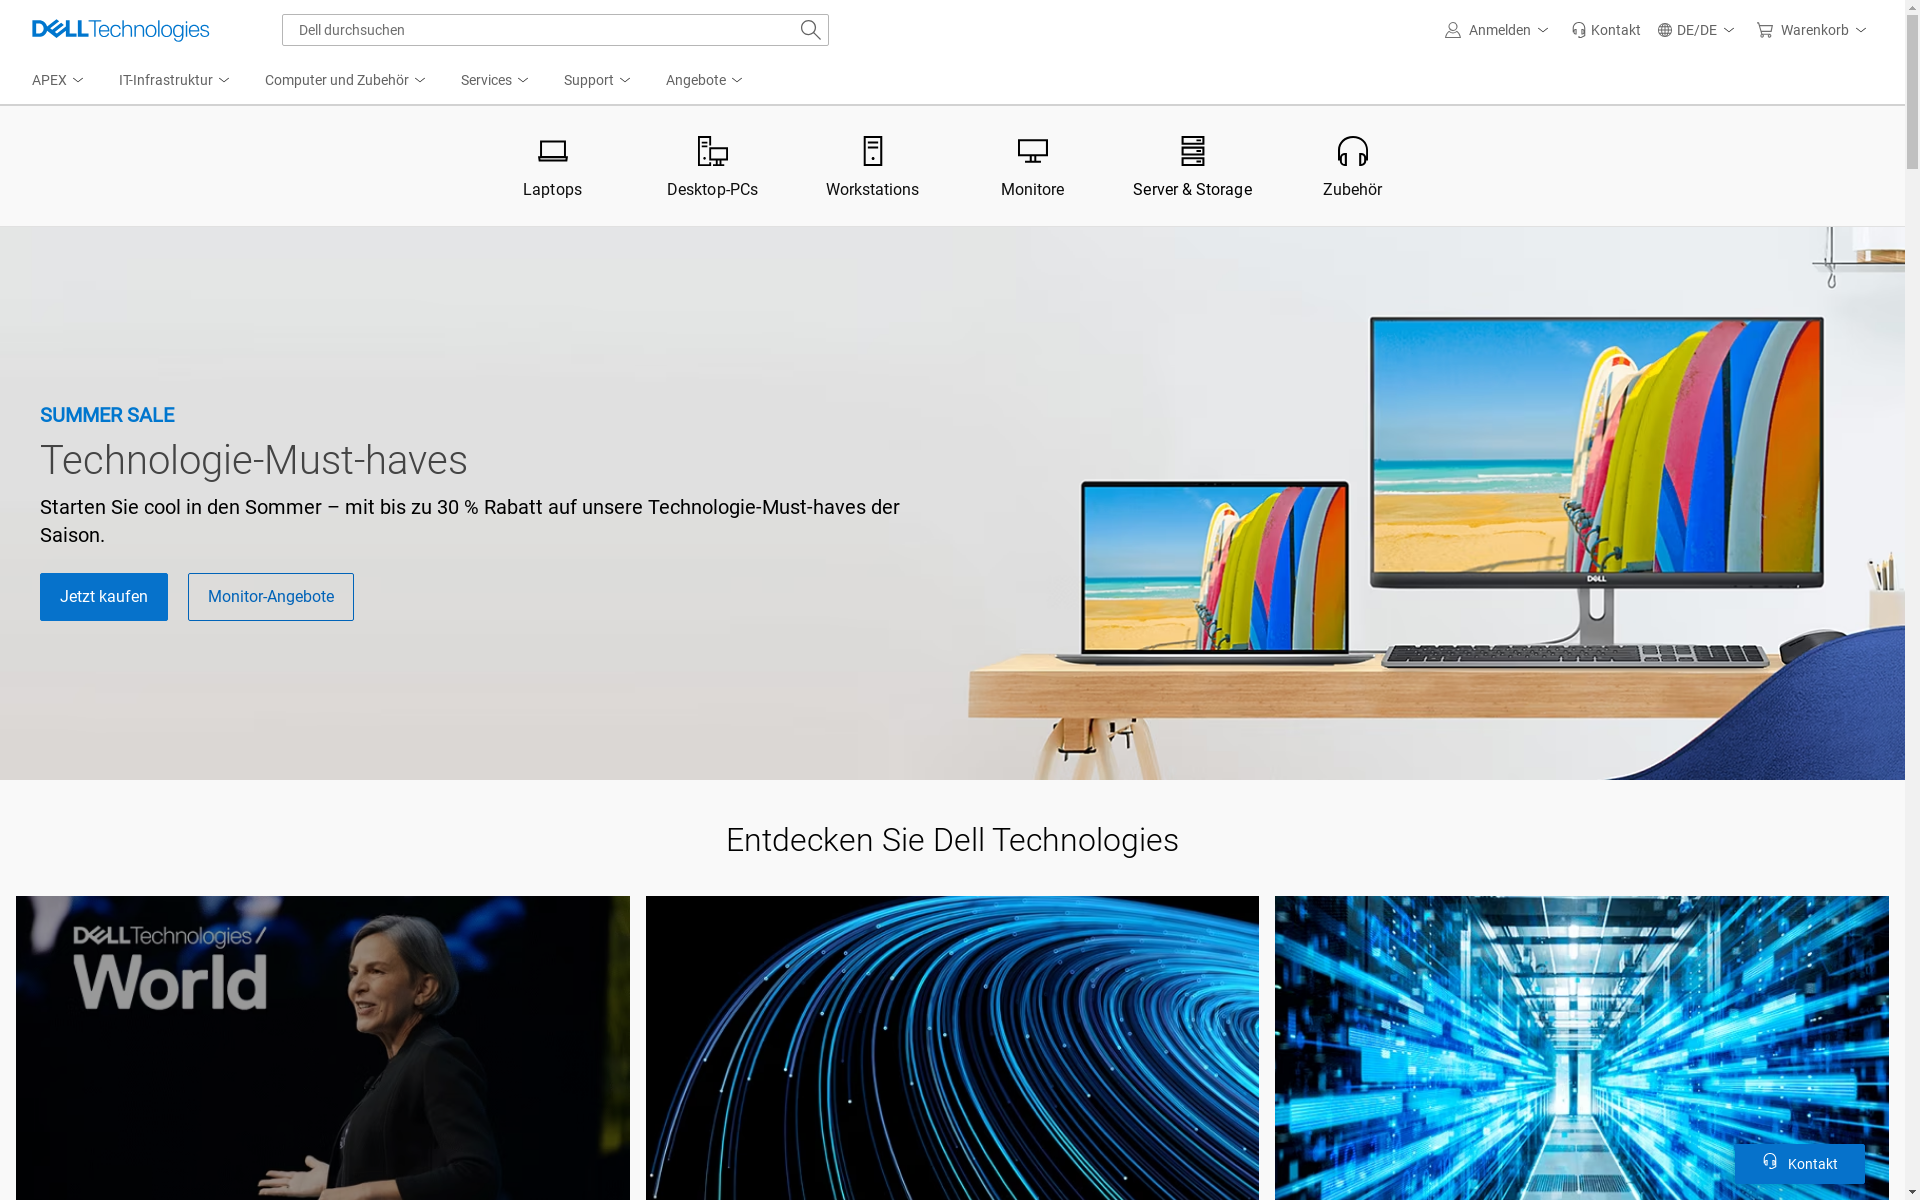 DELL Technologies
Dell durchsuchen
Anmelden
Kontakt
DE/DE
Warenkorb
APEX
IT-Infrastruktur
Computer und Zubehör
Services
Support
Angebote
Laptops
Desktop-PCs
Workstations
Monitore
Server & Storage
Zubehör
SUMMER SALE
Technologie-Must-haves
Starten Sie cool in den Sommer – mit bis zu 30 % Rabatt auf unsere Technologie-Must-haves der
Saison.
Jetzt kaufen
Monitor-Angebote
DELL
Entdecken Sie Dell Technologies
DELL Technologies /
World
Kontakt